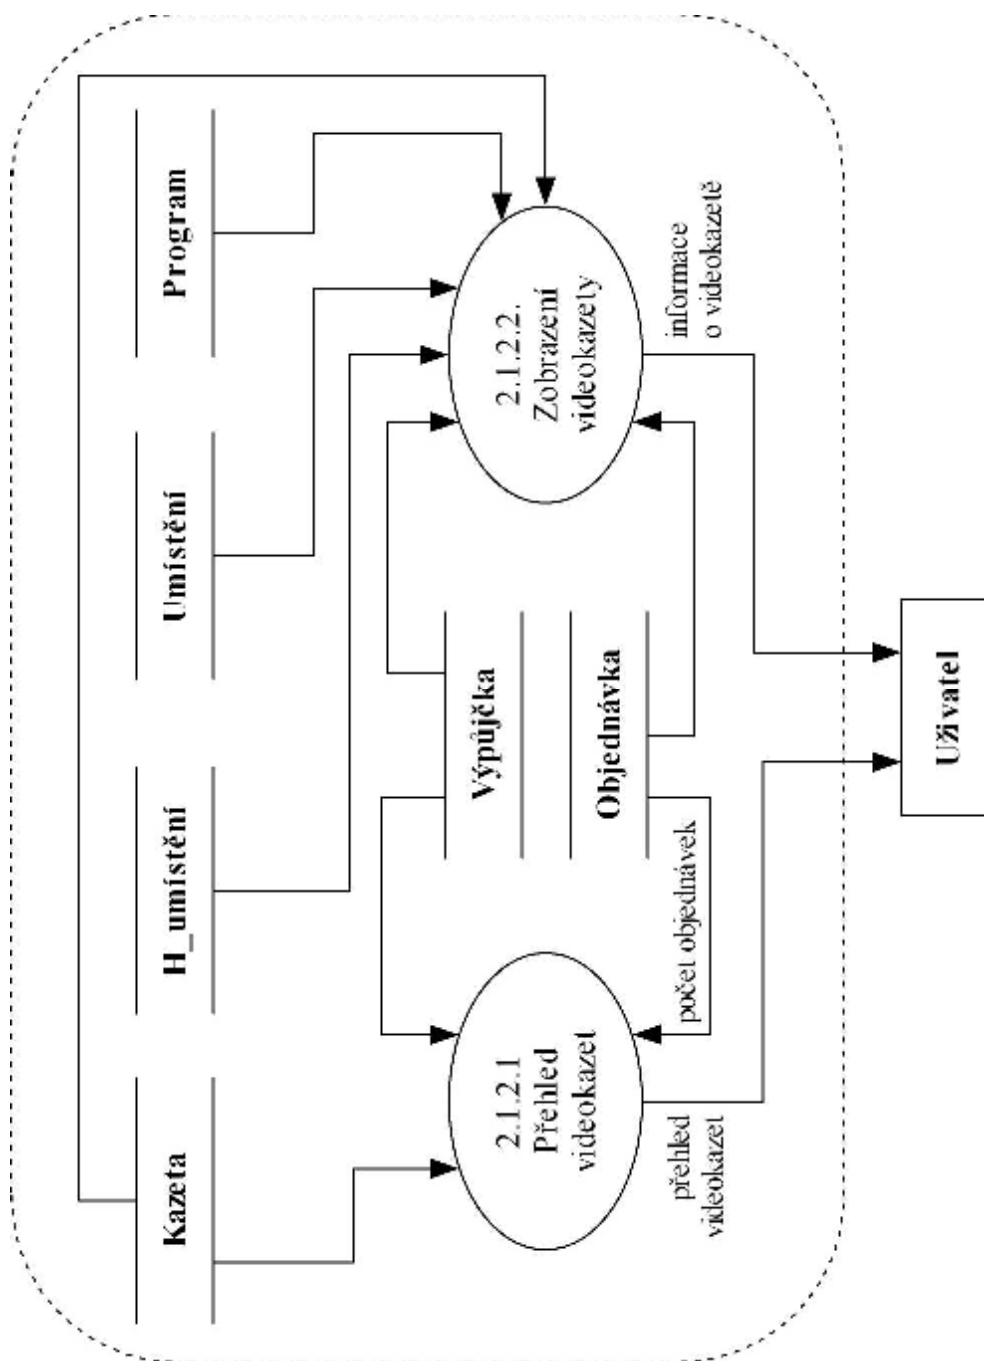 Kazeta
H_umístění
Umístění
Program
Výpůjčka
Objednávka
2.1.2.1
Přehled
videokazet
2.1.2.2.
Zobrazení
videokazety
počet objednávek
přehled
videokazet
informace
o videokazetě
Uživatel